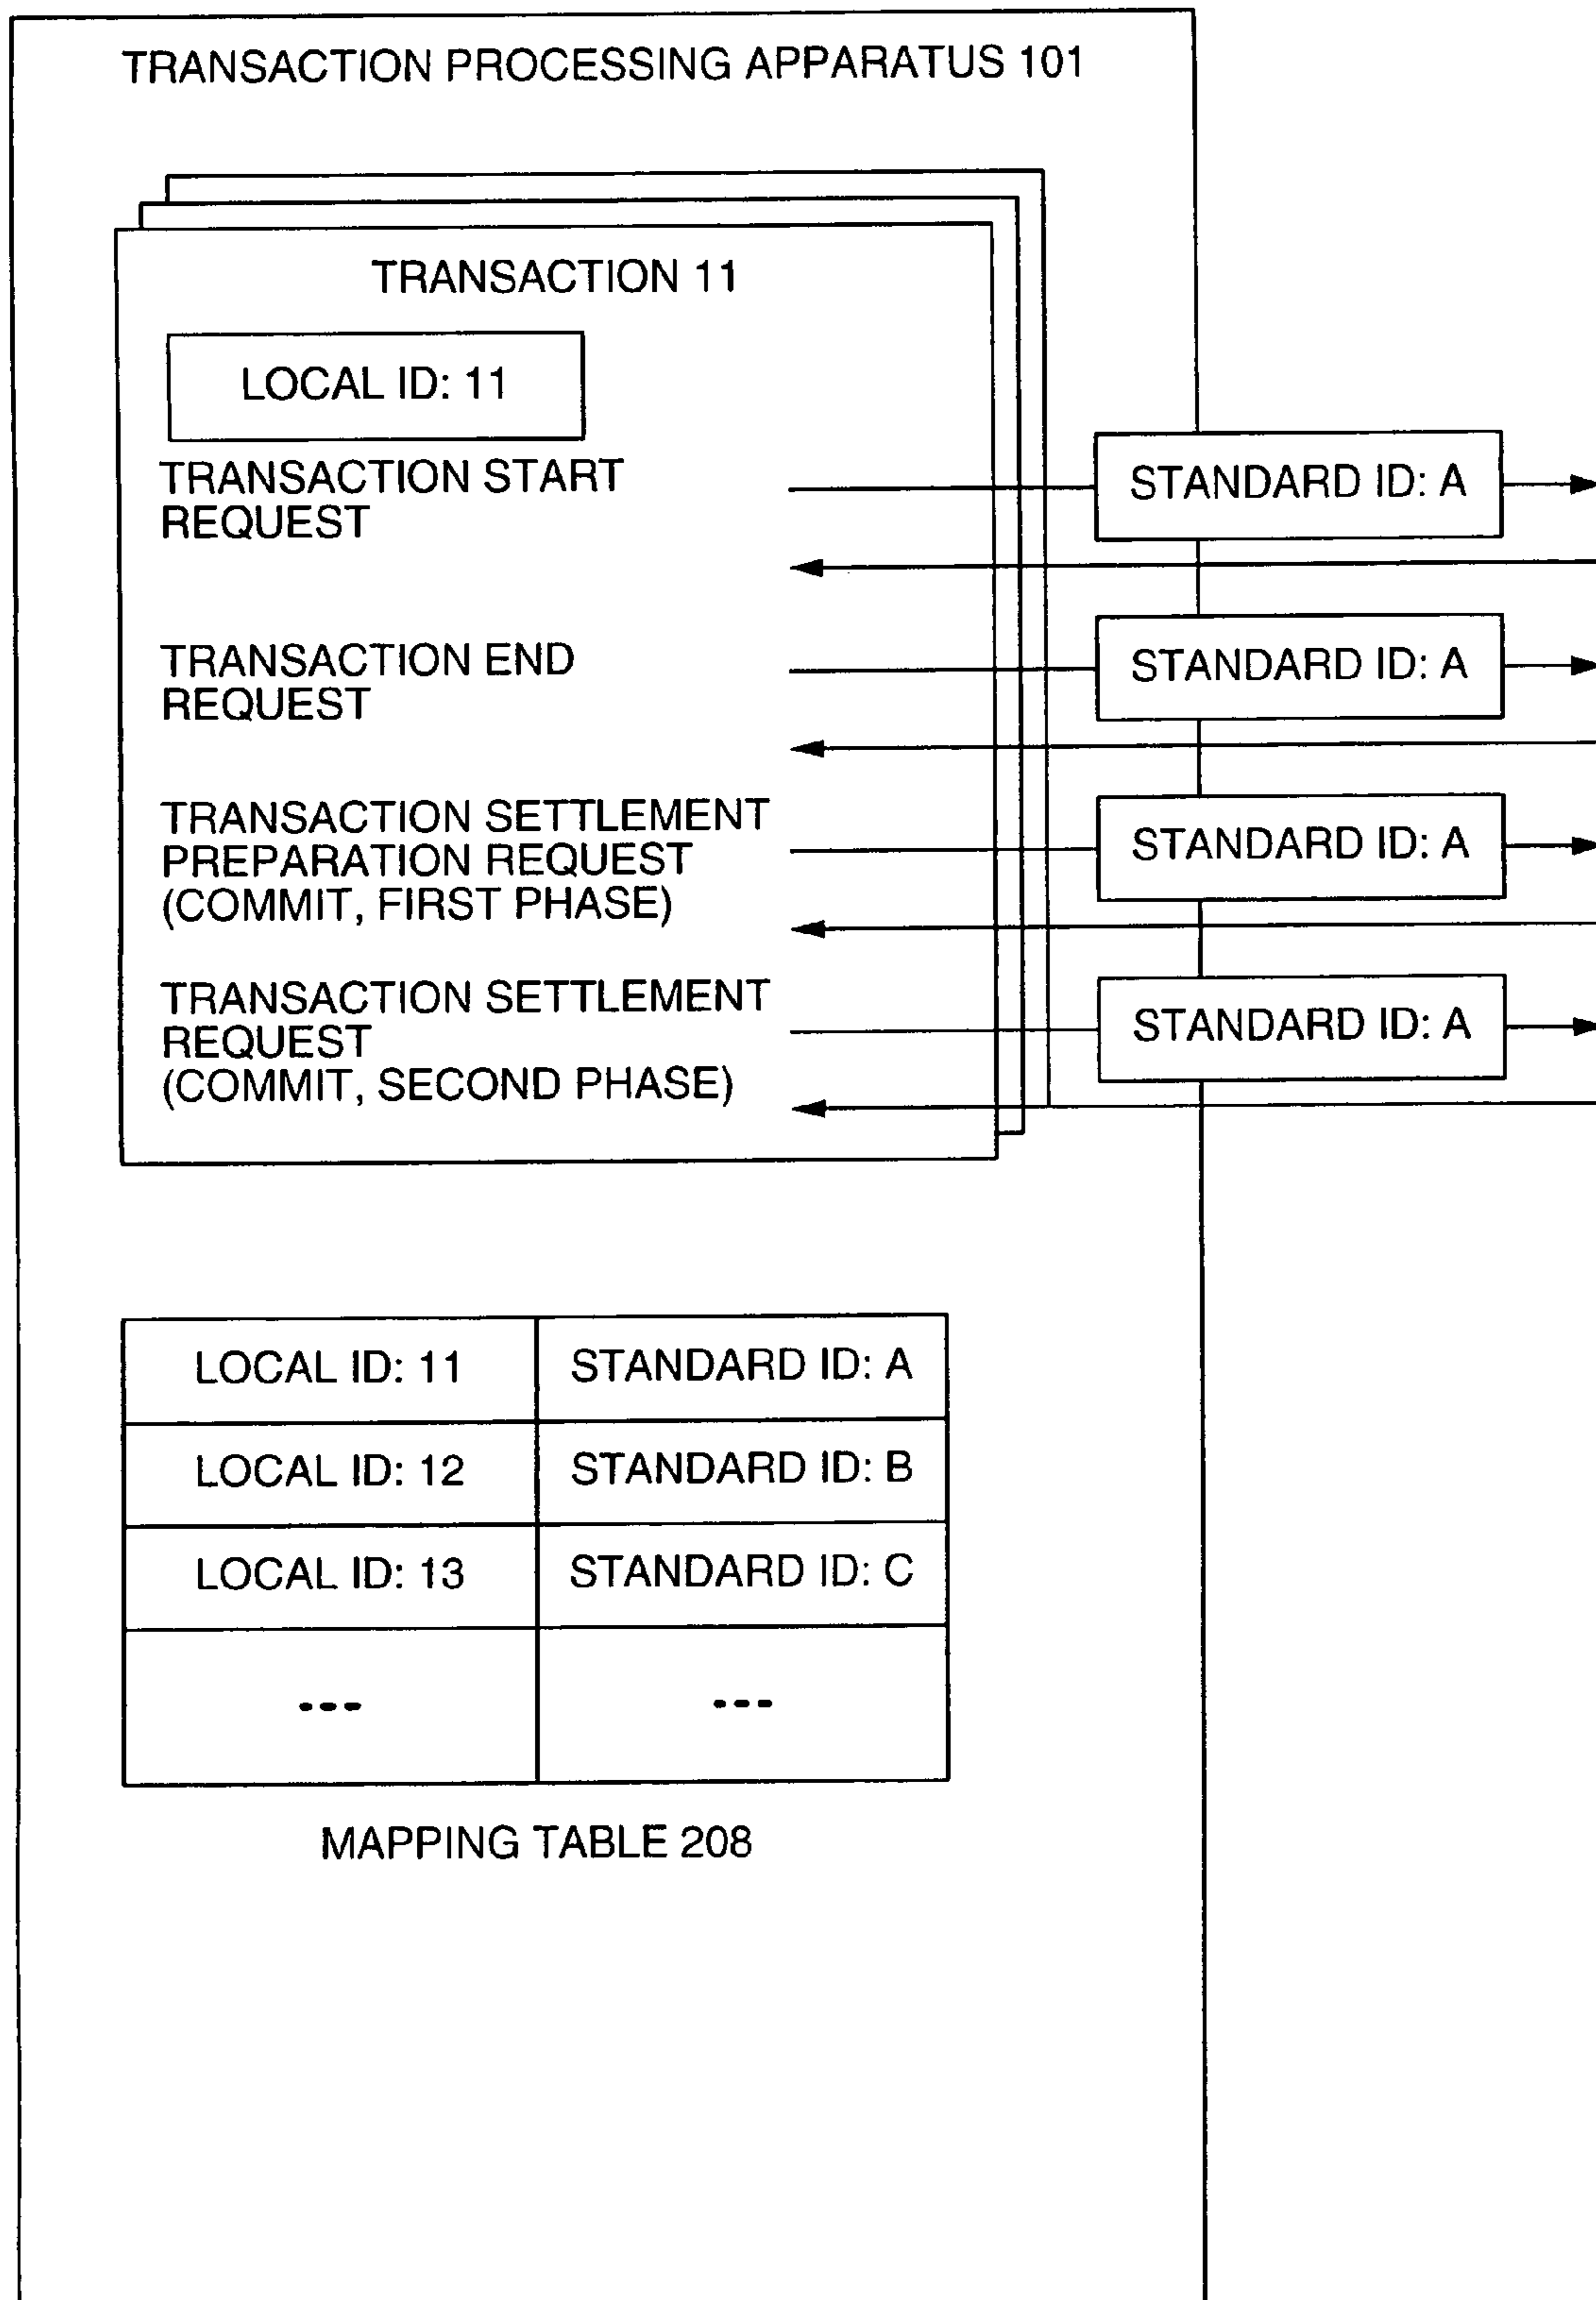 TRANSACTION PROCESSING APPARATUS 101
TRANSACTION 11
LOCAL ID: 11
TRANSACTION START
REQUEST
STANDARD ID: A
TRANSACTION END
REQUEST
STANDARD ID: A
TRANSACTION SETTLEMENT
PREPARATION REQUEST
(COMMIT, FIRST PHASE)
STANDARD ID: A
TRANSACTION SETTLEMENT
REQUEST
(COMMIT, SECOND PHASE)
STANDARD ID: A
LOCAL ID: 11 STANDARD ID: A
LOCAL ID: 12 STANDARD ID: B
LOCAL ID: 13 STANDARD ID: C
--- ---
MAPPING TABLE 208